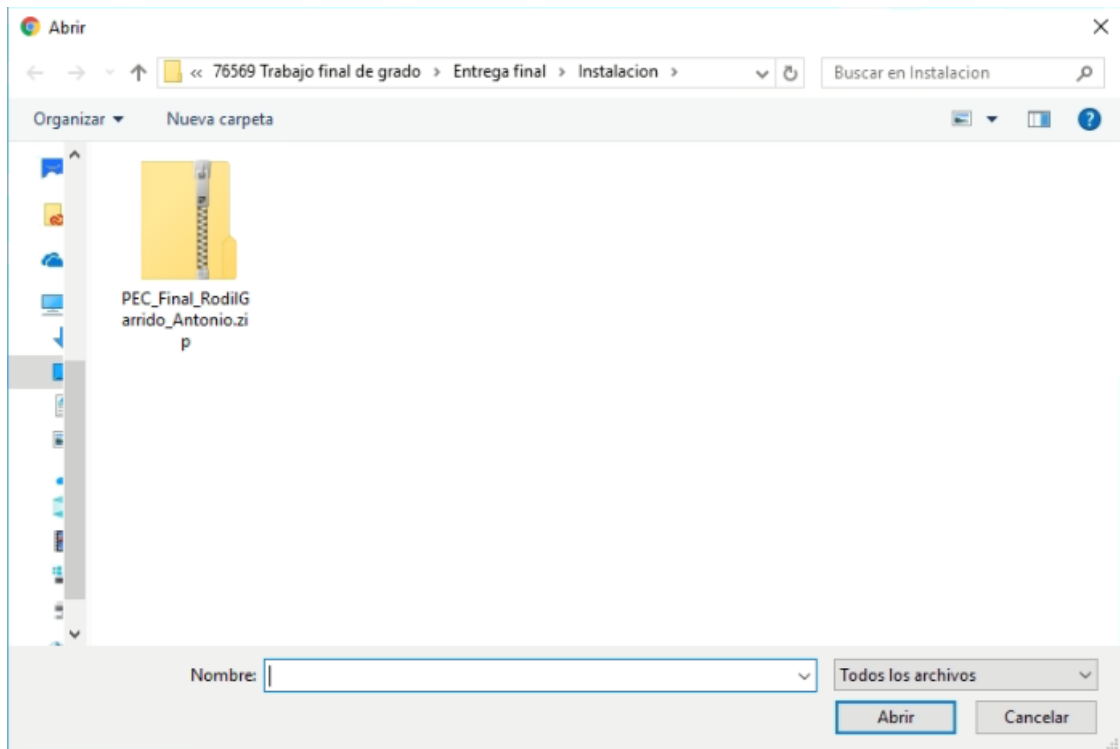 Abrir
« 76569 Trabajo final de grado > Entrega final > Instalacion >
Buscar en Instalacion
Organizar
Nueva carpeta
?
PEC_Final_RodilG
arrido_Antonio.zi
p
Nombre:
Todos los archivos
Abrir
Cancelar